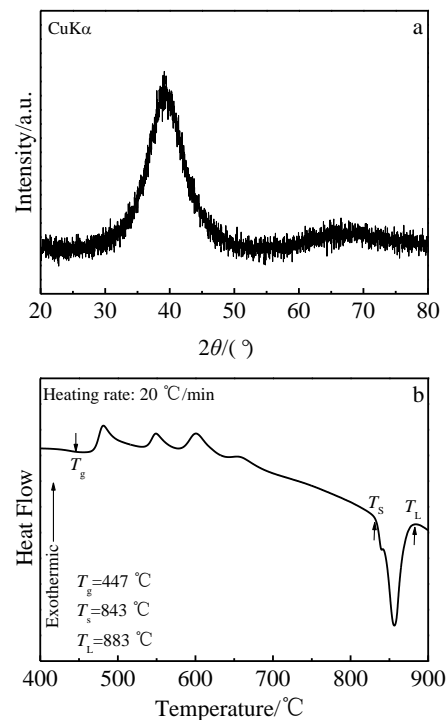 CuKα
a
Intensity/a.u.
20 30 40 50 60 70 80
2θ/(°)
Heating rate: 20 ℃/min
b
Tg
TS
TL
Heat Flow
Exothermic
Tg=447 ℃
Ts=843 ℃
TL=883 ℃
400 500 600 700 800 900
Temperature/℃